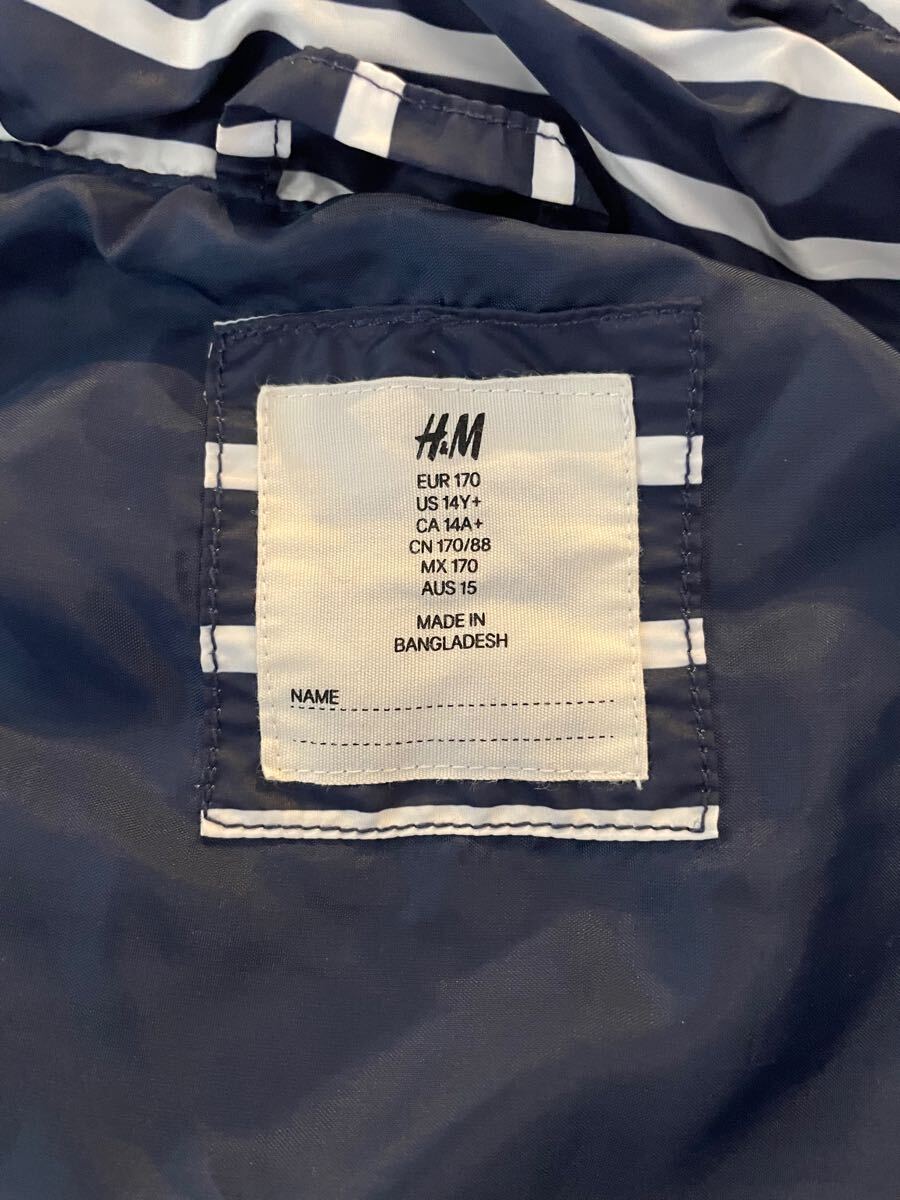 H&M
EUR 170
US 14Y+
CA 14A+
CN 170/88
MX 170
AUS 15
MADE IN
BANGLADESH
NAME